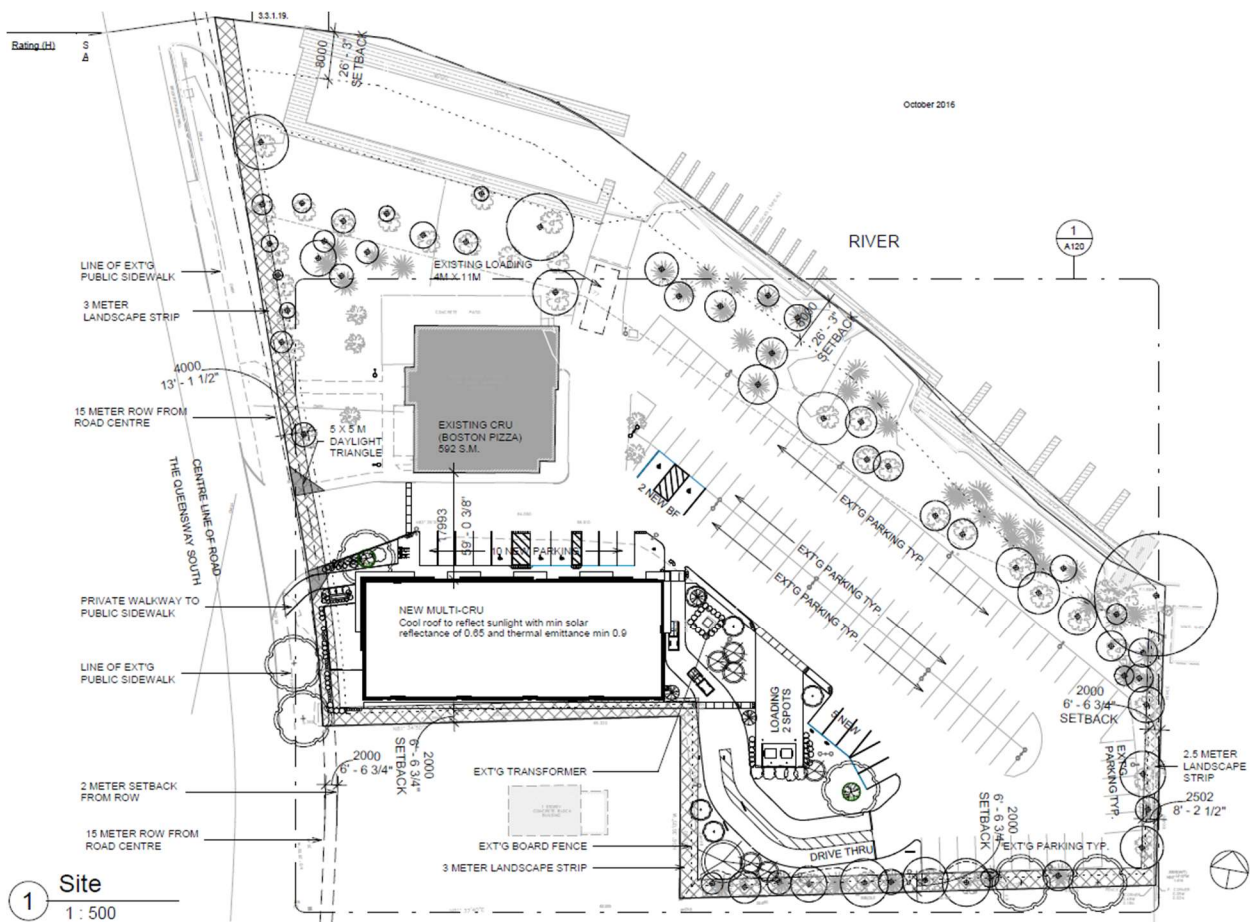 3.3.1.19.
Rating (H)
S
A
8000
26' - 3"
SETBACK
October 2016
RIVER
1
A120
LINE OF EXT'G
PUBLIC SIDEWALK
EXISTING LOADING
4M X 11M
3 METER
LANDSCAPE STRIP
CONCRETE PATIO
8000
26' - 3"
SETBACK
4000
13' - 1 1/2"
15 METER ROW FROM
ROAD CENTRE
5 X 5 M
DAYLIGHT
TRIANGLE
EXISTING CRU
(BOSTON PIZZA)
592 S.M.
CENTRE LINE OF ROAD
THE QUEENSWAY SOUTH
17993
59' - 0 3/8"
2 NEW BF
EXT'G PARKING TYP.
EXT'G PARKING TYP.
EXT'G PARKING TYP.
10 NEW PARKING
PRIVATE WALKWAY TO
PUBLIC SIDEWALK
NEW MULTI-CRU
Cool roof to reflect sunlight with min solar
reflectance of 0.65 and thermal emittance min 0.9
LINE OF EXT'G
PUBLIC SIDEWALK
LOADING
2 SPOTS
5 NEW
2000
6' - 6 3/4"
SETBACK
EXT'G
PARKING TYP.
2.5 METER
LANDSCAPE
STRIP
2502
8' - 2 1/2"
2000
6' - 6 3/4"
2000
6' - 6 3/4"
SETBACK
EXT'G TRANSFORMER
2 METER SETBACK
FROM ROW
2000
6' - 6 3/4"
SETBACK
15 METER ROW FROM
ROAD CENTRE
EXT'G BOARD FENCE
DRIVE THRU
EXT'G PARKING TYP.
3 METER LANDSCAPE STRIP
1
Site
1 : 500